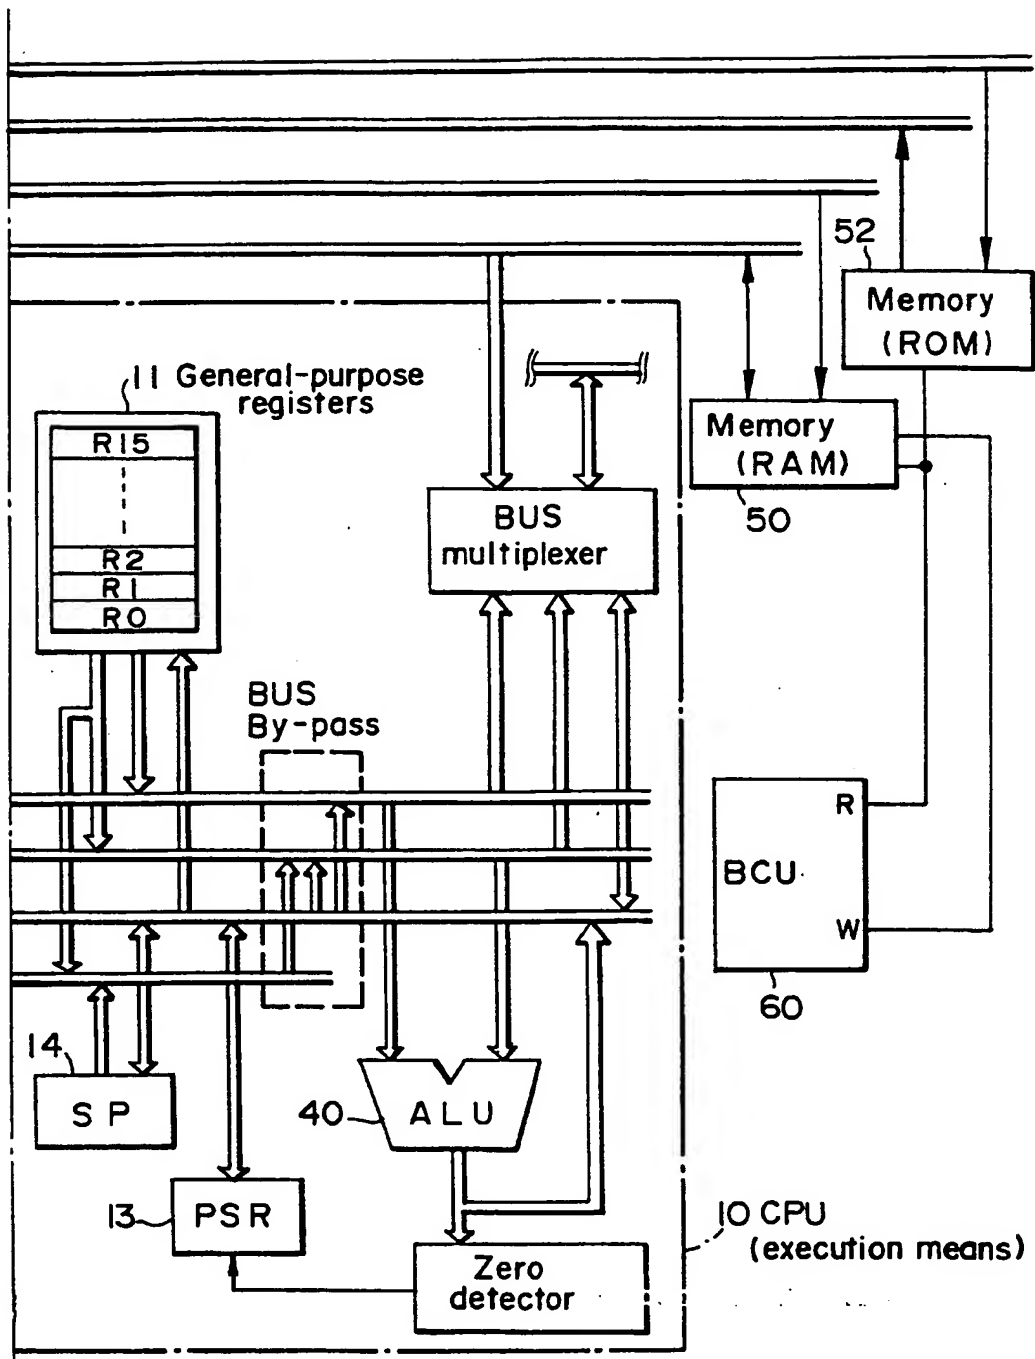 52
Memory
(ROM)
11 General-purpose
registers
R15
R2
R1
R0
Memory
(RAM)
50
BUS
multiplexer
BUS
By-pass
R
BCU
W
60
14
SP
40
ALU
13
PSR
10 CPU
(execution means)
Zero
detector